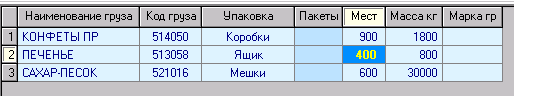 Наименование груза Код груза Упаковка Пакеты Мест Масса кг Марка гр
1 КОНФЕТЫ ПР 514050 Коробки 900 1800
2 ПЕЧЕНЬЕ 513058 Ящик 400 800
3 САХАР-ПЕСОК 521016 Мешки 600 30000